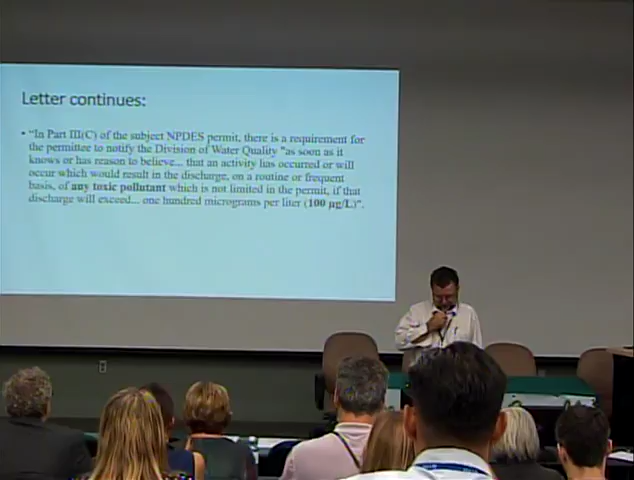 Letter continues:
• "In Part III(C) of the subject NPDES permit, there is a requirement for
the permittee to notify the Division of Water Quality "as soon as it
knows or has reason to believe... that an activity has occurred or will
occur which would result in the discharge, on a routine or frequent
basis, of any toxic pollutant which is not limited in the permit, if that
discharge will exceed... one hundred micrograms per liter (100 µg/L)".